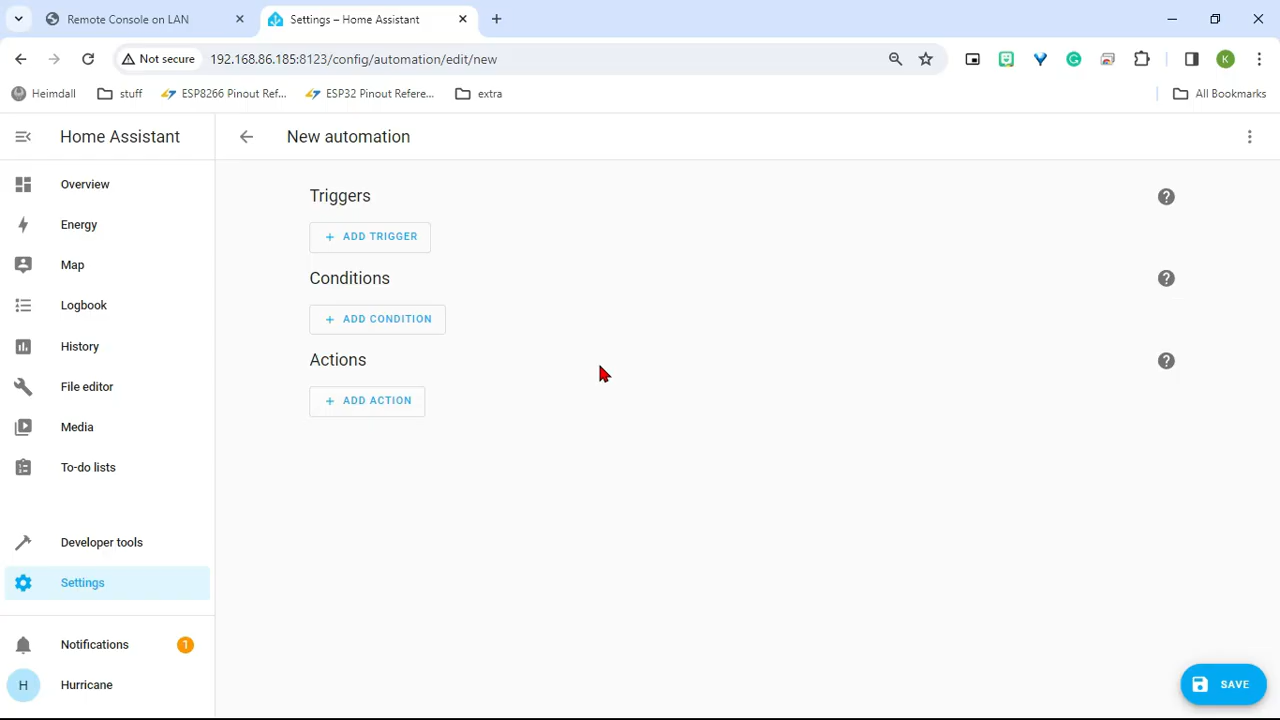 Remote Console on LAN
Settings – Home Assistant
Not secure
192.168.86.185:8123/config/automation/edit/new
Heimdall
stuff
ESP8266 Pinout Ref...
ESP32 Pinout Refere...
extra
All Bookmarks
Home Assistant
New automation
Overview
Energy
Map
Logbook
History
File editor
Media
To-do lists
Developer tools
Settings
Notifications
1
H
Hurricane
Triggers
+ ADD TRIGGER
Conditions
+ ADD CONDITION
Actions
+ ADD ACTION
SAVE
K